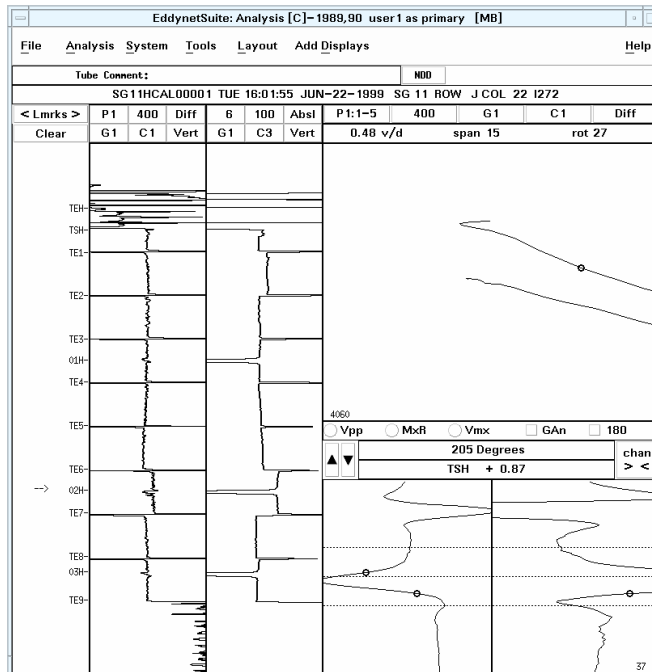 EddynetSuite: Analysis [C]-1989,90 user1 as primary [MB]
File Analysis System Tools Layout Add Displays Help
Tube Comment: NDD
SG11HCAL00001 TUE 16:01:55 JUN-22-1999 SG 11 ROW J COL 22 I272
< Lmrks > P1 400 Diff 6 100 Absl P1:1-5 400 G1 C1 Diff
Clear G1 C1 Vert G1 C3 Vert 0.48 v/d span 15 rot 27
TEH
TSH
TE1
TE2
TE3
01H
TE4
TE5
TE6
--> 02H
TE7
TE8
03H
TE9
4060
Vpp MxR Vmx GAn 180
205 Degrees
TSH + 0.87
chan
> <
37